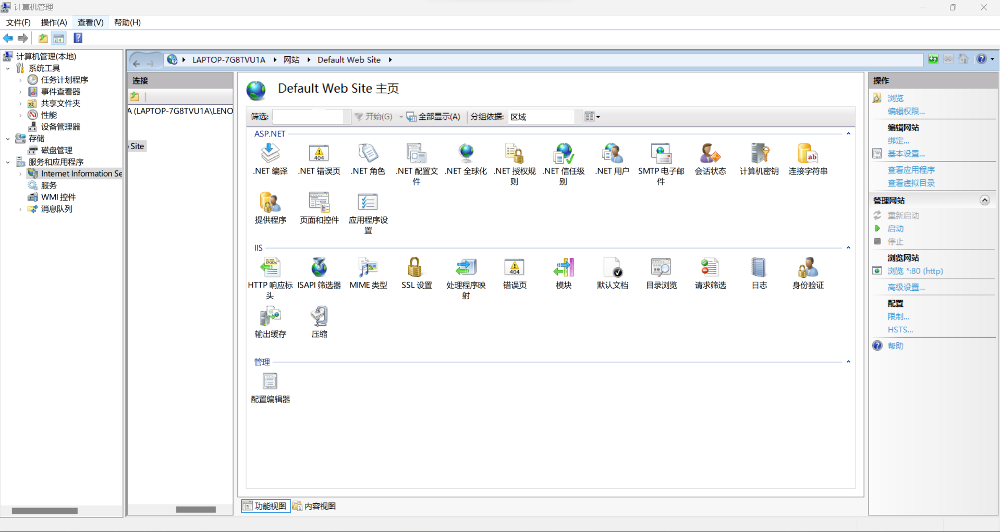 计算机管理
文件(F) 操作(A) 查看(V) 帮助(H)
计算机管理(本地)
系统工具
任务计划程序
事件查看器
共享文件夹
性能
设备管理器
存储
磁盘管理
服务和应用程序
Internet Information Se
服务
WMI 控件
消息队列
LAPTOP-7G8TVU1A 网站 Default Web Site
连接
A (LAPTOP-7G8TVU1A\LENO
Site
Default Web Site 主页
筛选: 开始(G) 全部显示(A) 分组依据: 区域
ASP.NET
.NET 编译
.NET 错误页
.NET 角色
.NET 配置文件
.NET 全球化
.NET 授权规则
.NET 信任级别
.NET 用户
SMTP 电子邮件
会话状态
计算机密钥
连接字符串
提供程序
页面和控件
应用程序设置
IIS
HTTP 响应标头
ISAPI 筛选器
MIME 类型
SSL 设置
处理程序映射
错误页
模块
默认文档
目录浏览
请求筛选
日志
身份验证
输出缓存
压缩
管理
配置编辑器
功能视图 内容视图
操作
浏览
编辑权限...
编辑网站
绑定...
基本设置...
查看应用程序
查看虚拟目录
管理网站
重新启动
启动
停止
浏览网站
浏览 *:80 (http)
高级设置...
配置
限制...
HSTS...
帮助